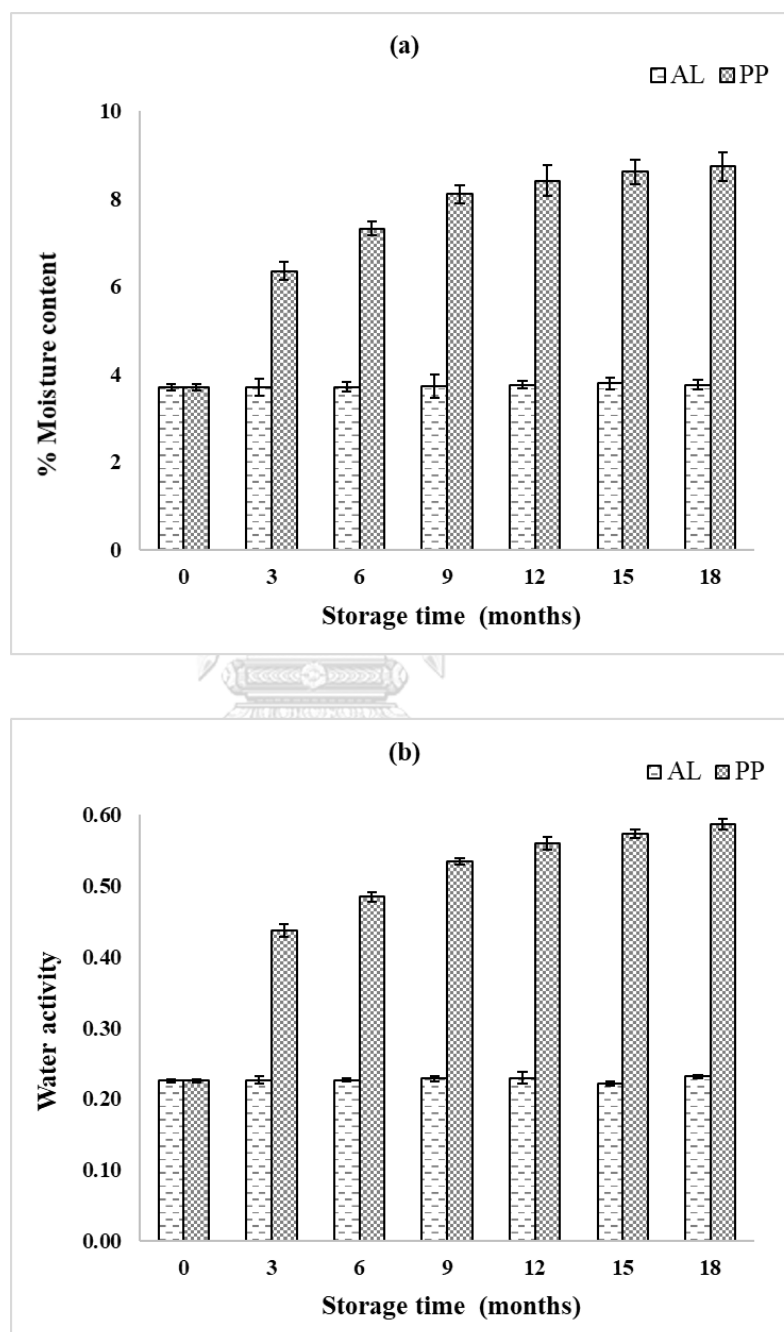 (a)
AL PP
10
8
6
4
2
0
% Moisture content
0 3 6 9 12 15 18
Storage time (months)
(b)
AL PP
0.60
0.50
0.40
0.30
0.20
0.10
0.00
Water activity
0 3 6 9 12 15 18
Storage time (months)